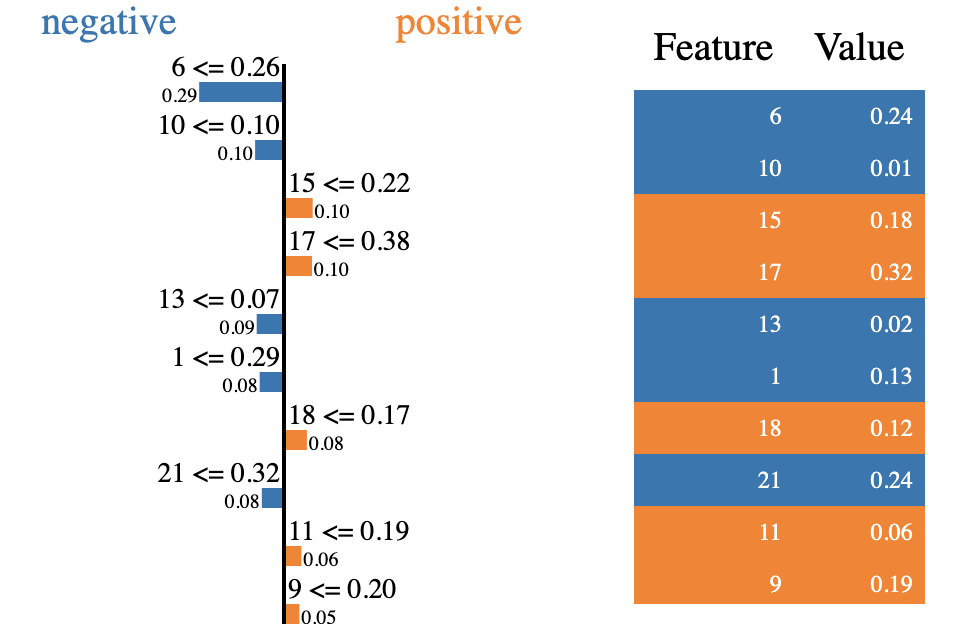 negative positive
6 <= 0.26
0.29
10 <= 0.10
0.10
15 <= 0.22
0.10
17 <= 0.38
0.10
13 <= 0.07
0.09
1 <= 0.29
0.08
18 <= 0.17
0.08
21 <= 0.32
0.08
11 <= 0.19
0.06
9 <= 0.20
0.05
Feature Value
6 0.24
10 0.01
15 0.18
17 0.32
13 0.02
1 0.13
18 0.12
21 0.24
11 0.06
9 0.19